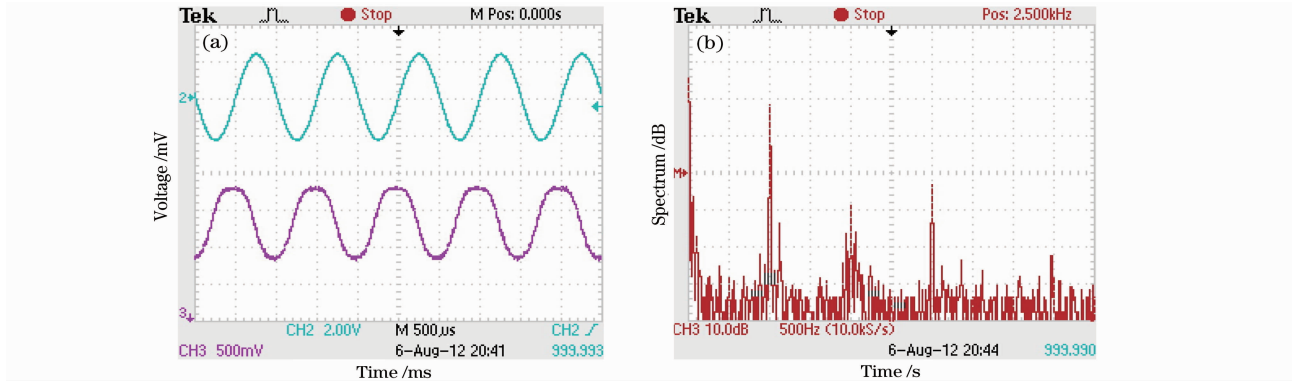 Tek Stop M Pos: 0.000s
(a)
2
Voltage /mV
3
CH2 2.00V M 500µs CH2
CH3 500mV 6-Aug-12 20:41 999.993
Time /ms
Tek Stop Pos: 2.500kHz
(b)
M
Spectrum /dB
CH3 10.0dB 500Hz (10.0kS/s)
6-Aug-12 20:44 999.990
Time /s